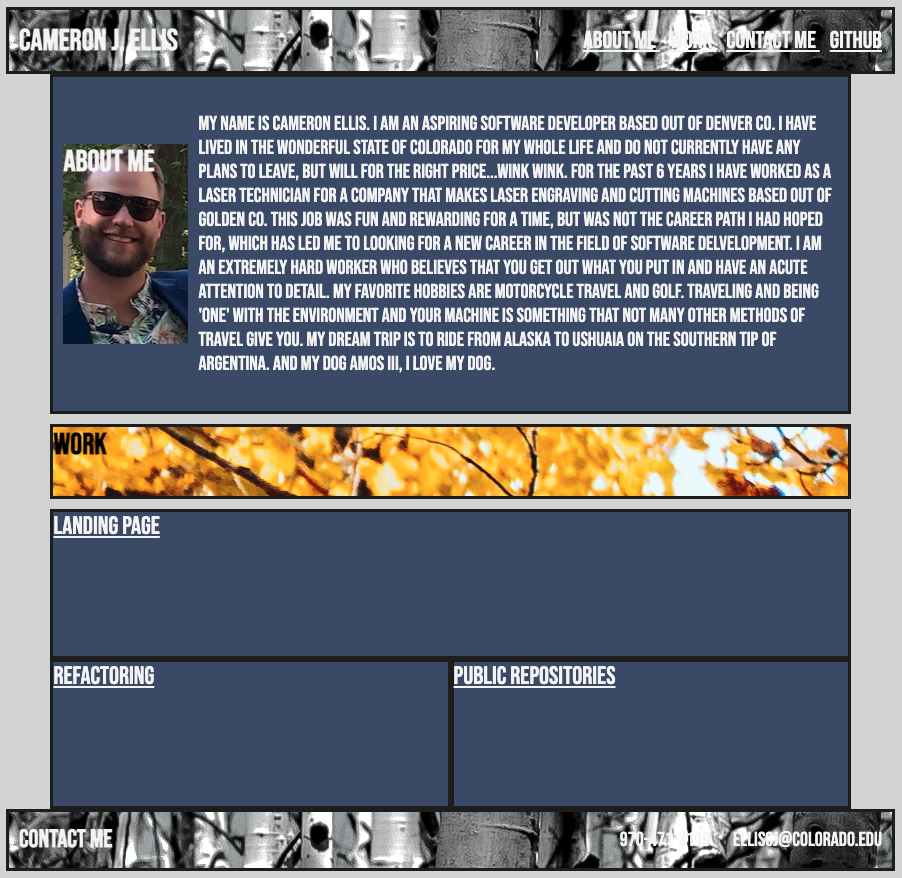 CAMERON J. ELLIS
ABOUT ME WORK CONTACT ME GITHUB
ABOUT ME
MY NAME IS CAMERON ELLIS. I AM AN ASPIRING SOFTWARE DEVELOPER BASED OUT OF DENVER CO. I HAVE
LIVED IN THE WONDERFUL STATE OF COLORADO FOR MY WHOLE LIFE AND DO NOT CURRENTLY HAVE ANY
PLANS TO LEAVE, BUT WILL FOR THE RIGHT PRICE...WINK WINK. FOR THE PAST 6 YEARS I HAVE WORKED AS A
LASER TECHNICIAN FOR A COMPANY THAT MAKES LASER ENGRAVING AND CUTTING MACHINES BASED OUT OF
GOLDEN CO. THIS JOB WAS FUN AND REWARDING FOR A TIME, BUT WAS NOT THE CAREER PATH I HAD HOPED
FOR, WHICH HAS LED ME TO LOOKING FOR A NEW CAREER IN THE FIELD OF SOFTWARE DELVELOPMENT. I AM
AN EXTREMELY HARD WORKER WHO BELIEVES THAT YOU GET OUT WHAT YOU PUT IN AND HAVE AN ACUTE
ATTENTION TO DETAIL. MY FAVORITE HOBBIES ARE MOTORCYCLE TRAVEL AND GOLF. TRAVELING AND BEING
'ONE' WITH THE ENVIRONMENT AND YOUR MACHINE IS SOMETHING THAT NOT MANY OTHER METHODS OF
TRAVEL GIVE YOU. MY DREAM TRIP IS TO RIDE FROM ALASKA TO USHUAIA ON THE SOUTHERN TIP OF
ARGENTINA. AND MY DOG AMOS III, I LOVE MY DOG.
WORK
LANDING PAGE
REFACTORING
PUBLIC REPOSITORIES
CONTACT ME